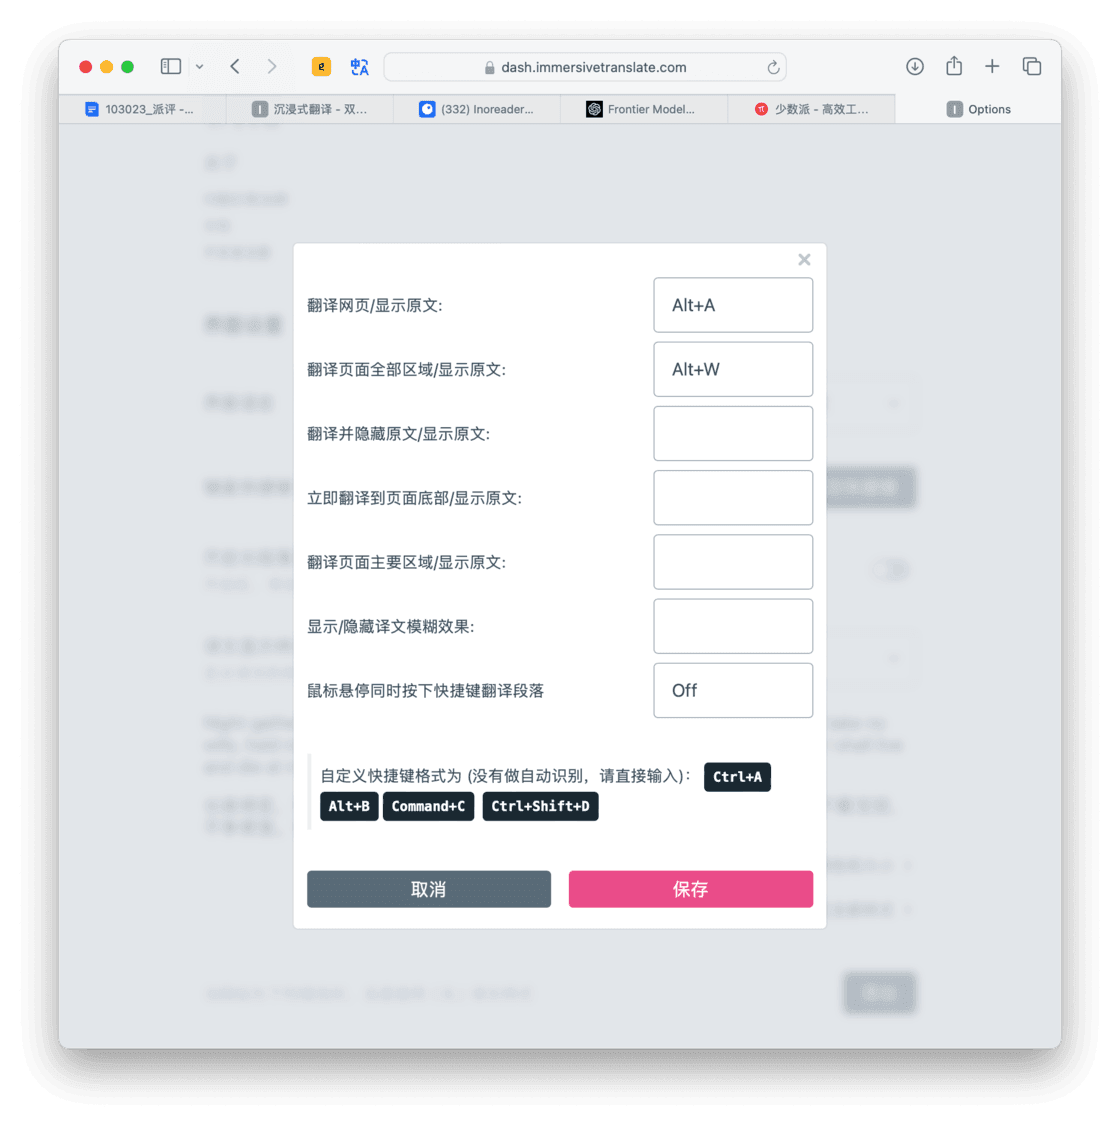 dash.immersivetranslate.com
103023_派评 -...
沉浸式翻译 - 双...
(332) Inoreader...
Frontier Model...
少数派 - 高效工...
Options
翻译网页/显示原文:
Alt+A
翻译页面全部区域/显示原文:
Alt+W
翻译并隐藏原文/显示原文:
立即翻译到页面底部/显示原文:
翻译页面主要区域/显示原文:
显示/隐藏译文模糊效果:
鼠标悬停同时按下快捷键翻译段落
Off
自定义快捷键格式为 (没有做自动识别，请直接输入)： Ctrl+A
Alt+B Command+C Ctrl+Shift+D
取消
保存